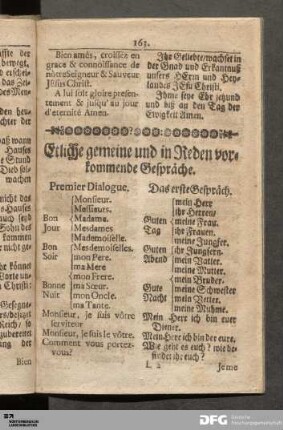 163.
Bien amés, croissez en
grace & connoissance de
nôtre Seigneur & Sauveur
Jésus Christ.
A lui soit gloire presen-
tement & jusqu'au jour
d'eternité Amen.
Ihr Geliebte/wachset in
der Gnad und Erkantnuß
unsers HErrn und Hey-
landes JEsu Christi.
Ihme seye Ehr jetzund
und biß an den Tag der
Ewigkeit Amen.
Etliche gemeine und in Reden vor-
kommende Gespräche.
Premier Dialogue.
Monsieur.
Messieurs.
Bon Madame.
Jour Mesdames
Mademoiselle.
Bon Mesdemoiselles.
Soir mon Pere.
ma Mere
mon Frere.
Bonne ma Sœur.
Nuit mon Oncle.
ma Tante.
Monsieur, je suis vôtre
serviteur
Monsieur, je suis le vôtre.
Comment vous portez-
vous?
Das erste Gespräch.
mein Herr
ihr Herren/
Guten meine Frau.
Tag ihr Frauen.
meine Jungfer.
Guten ihr Jungfern.
Abend mein Vatter.
meine Mutter.
mein Bruder.
Gute meine Schwester
Nacht mein Vetter.
meine Muhme.
Mein Herr ich bin euer
Diener.
Mein Herr ich bin der eure.
Wie geht es euch? wie be-
findet ihr euch?
L 2
Jeme
Bien
DFG